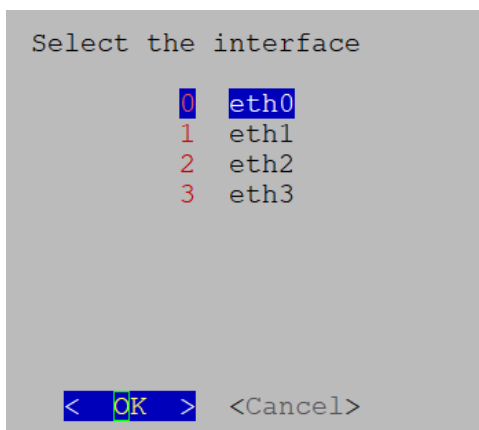 Select the interface
0 eth0
1 eth1
2 eth2
3 eth3
< OK > <Cancel>